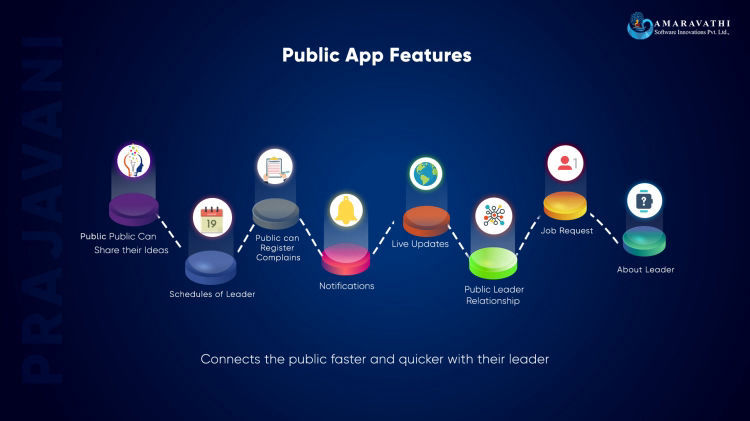 AMARAVATHI
Software Innovations Pvt. Ltd.,
Public App Features
PRAJAVANI
Public Public Can
Share their Ideas
19
Schedules of Leader
Public can
Register
Complains
Notifications
Live Updates
Public Leader
Relationship
1
Job Request
?
About Leader
Connects the public faster and quicker with their leader